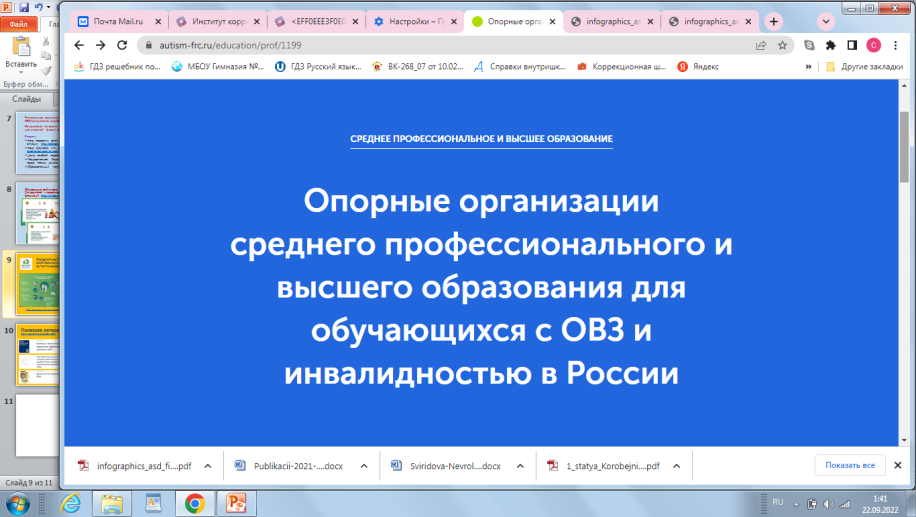 Почта Mail.ru
Институт корр
<EFF0EEE3F0E0
Настройки – П
Опорные орга
infographics_as
infographics_as
autism-frc.ru/education/prof/1199
ГДЗ решебник по...
МБОУ Гимназия №...
ГДЗ Русский язык...
ВК-268_07 от 10.02...
Справки внутришк...
Коррекционная ш...
Яндекс
»
Другие закладки
Файл
Гла
Вставить
Буфер обм...
Слайды
7
8
9
10
11
СРЕДНЕЕ ПРОФЕССИОНАЛЬНОЕ И ВЫСШЕЕ ОБРАЗОВАНИЕ
Опорные организации
среднего профессионального и
высшего образования для
обучающихся с ОВЗ и
инвалидностью в России
infographics_asd_fi....pdf
Publikacii-2021-....docx
Sviridova-Nevrol....docx
1_statya_Korobejni....pdf
Показать все
Слайд 9 из 11
RU
1:41
22.09.2022